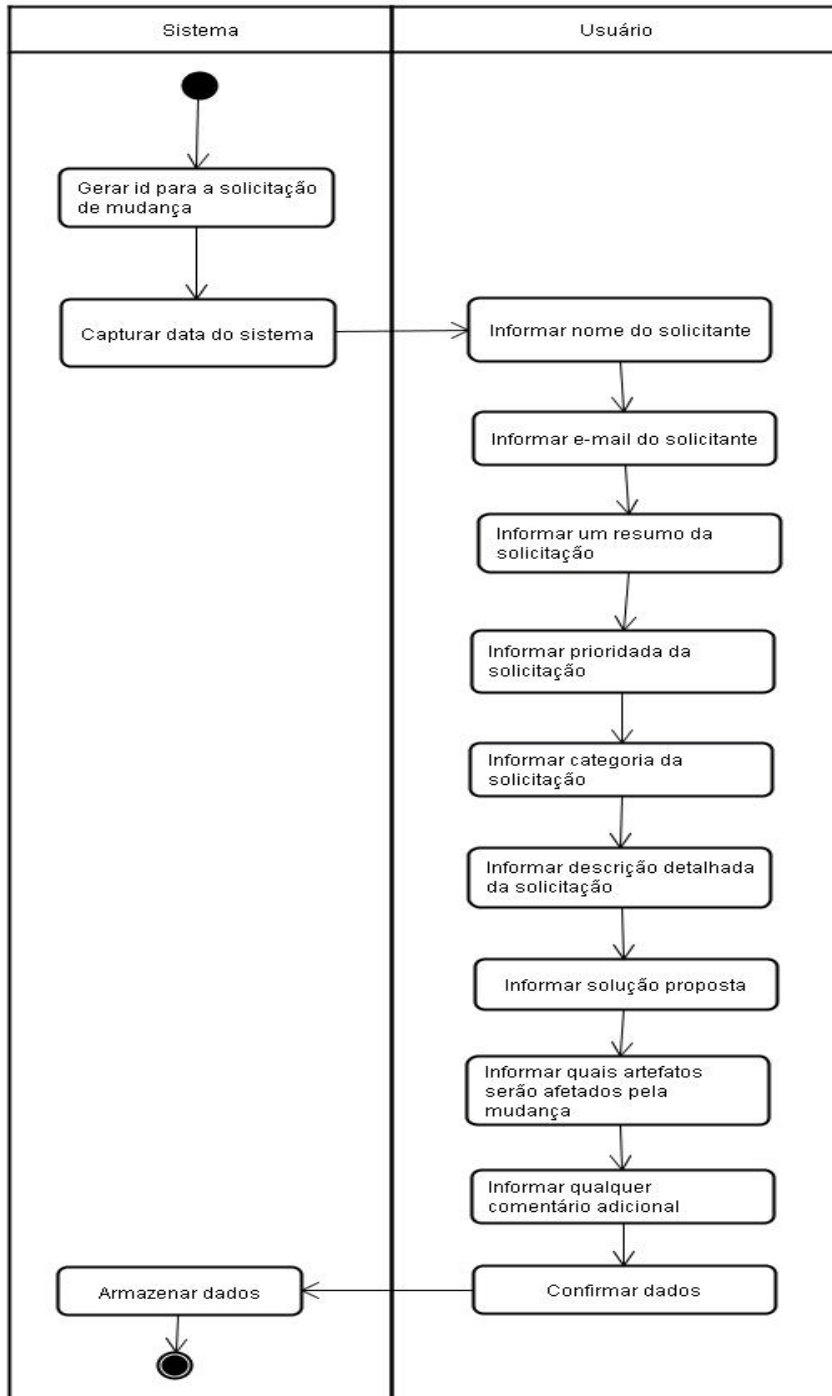 Sistema
Usuário
Gerar id para a solicitação
de mudança
Capturar data do sistema
Informar nome do solicitante
Informar e-mail do solicitante
Informar um resumo da
solicitação
Informar prioridada da
solicitação
Informar categoria da
solicitação
Informar descrição detalhada
da solicitação
Informar solução proposta
Informar quais artefatos
serão afetados pela
mudança
Informar qualquer
comentário adicional
Confirmar dados
Armazenar dados